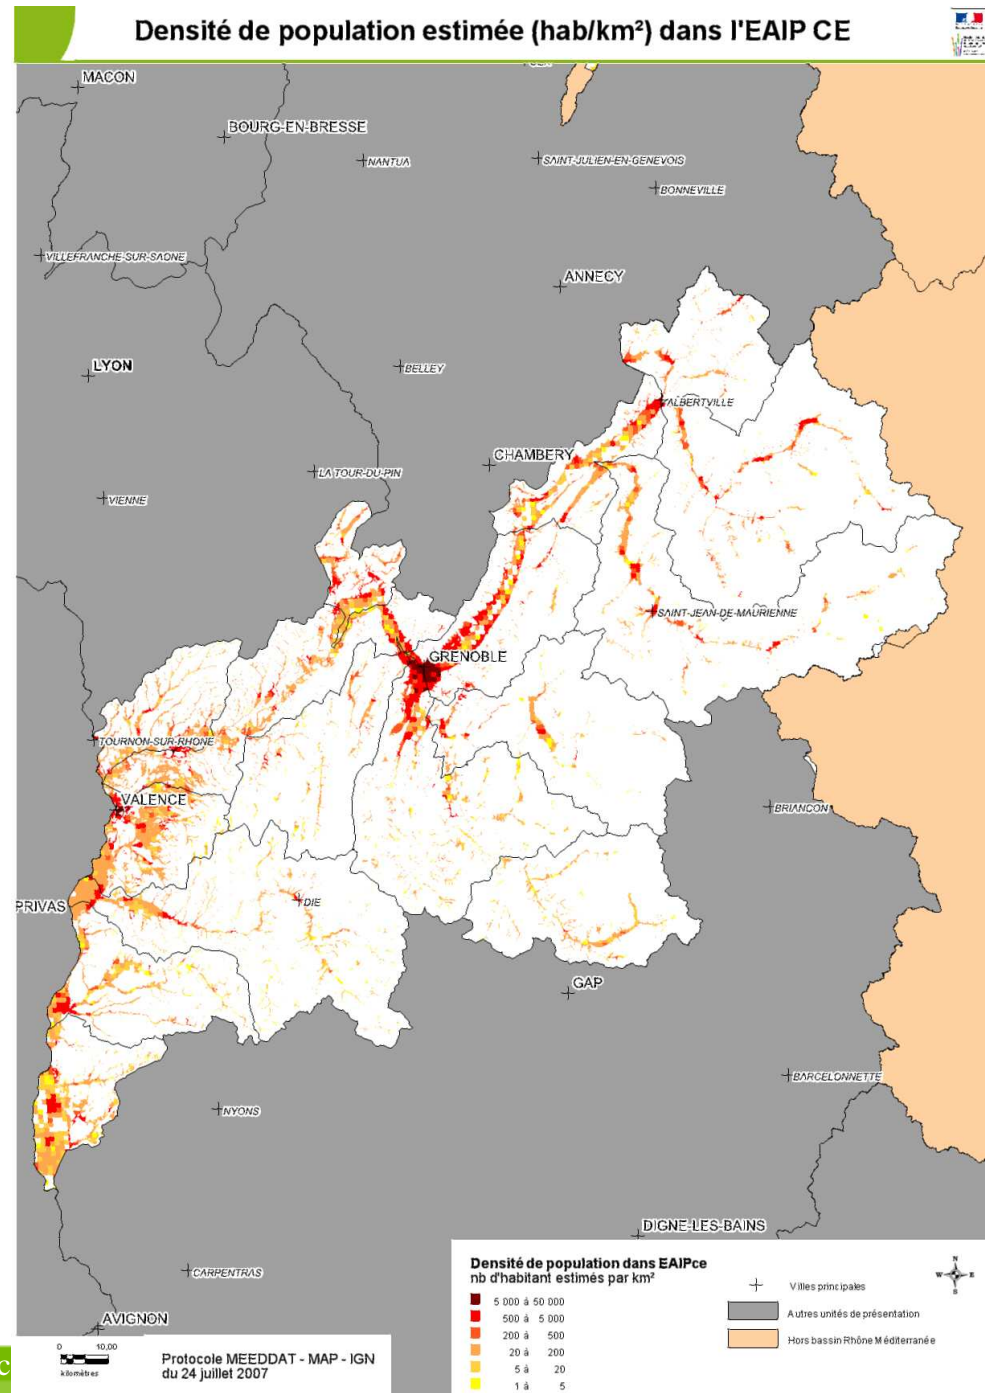 Densité de population estimée (hab/km²) dans l'EAIP CE
MACON
BOURG-EN-BRESSE
NANTUA
SAINT-JULIEN-EN-GENEVOIS
BONNEVILLE
VILLEFRANCHE-SUR-SAONE
ANNECY
LYON
BELLEY
ALBERTVILLE
CHAMBERY
LA TOUR-DU-PIN
VIENNE
SAINT-JEAN-DE-MAURIENNE
GRENOBLE
TOURNON-SUR-RHONE
VALENCE
BRIANÇON
PRIVAS
DIE
GAP
BARCELONNETTE
NYONS
DIGNE-LES-BAINS
CARPENTRAS
AVIGNON
Densité de population dans EAIPce
nb d'habitant estimés par km²
5 000 à 50 000
500 à 5 000
200 à 500
20 à 200
5 à 20
1 à 5
Villes principales
Autres unités de présentation
Hors bassin Rhône Méditerranée
N
W E
S
0 10,00
kilomètres
Protocole MEEDDAT - MAP - IGN
du 24 juillet 2007
c